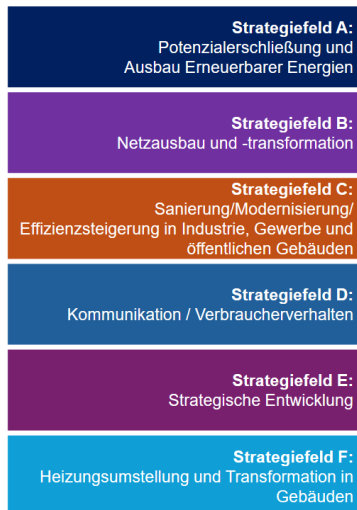 Strategiefeld A:
Potenzialerschließung und
Ausbau Erneuerbarer Energien
Strategiefeld B:
Netzausbau und -transformation
Strategiefeld C:
Sanierung/Modernisierung/
Effizienzsteigerung in Industrie, Gewerbe und
öffentlichen Gebäuden
Strategiefeld D:
Kommunikation / Verbraucherverhalten
Strategiefeld E:
Strategische Entwicklung
Strategiefeld F:
Heizungsumstellung und Transformation in
Gebäuden